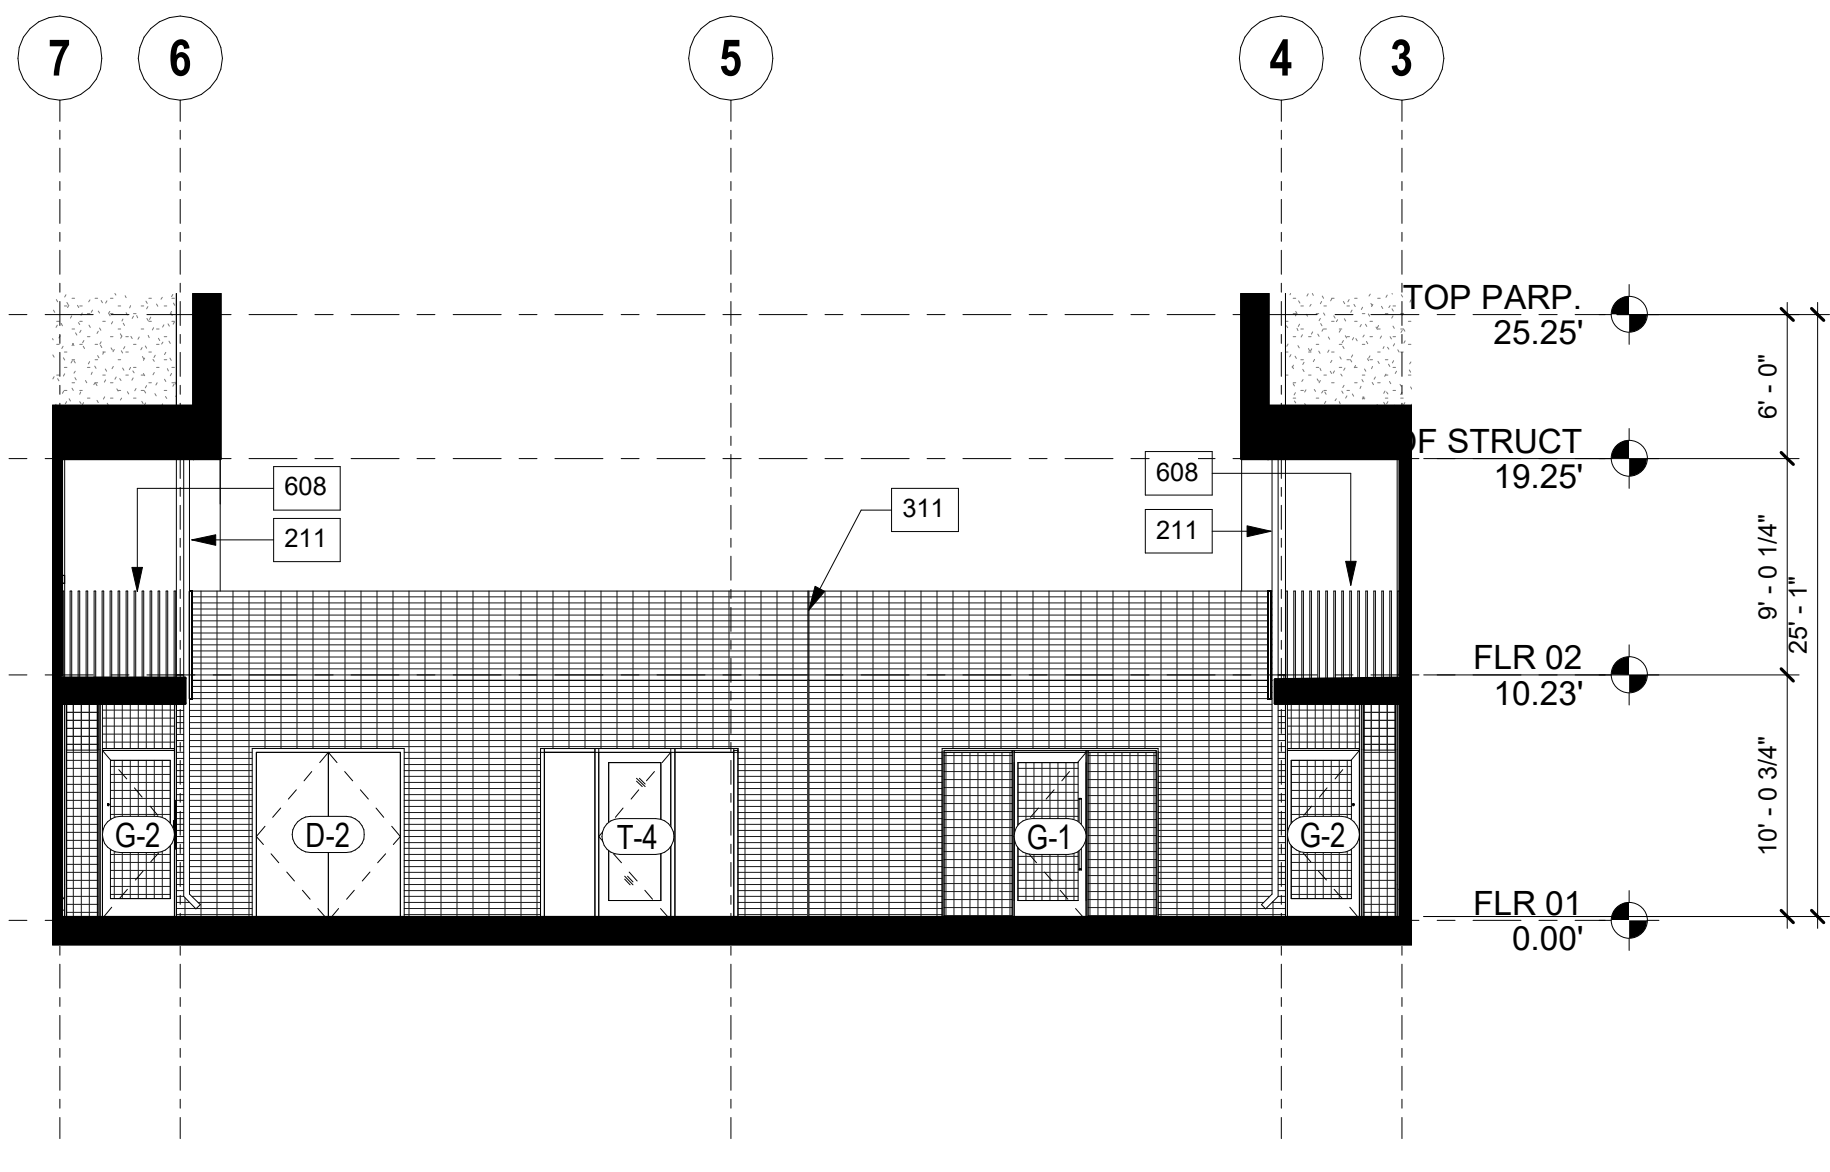 7 6 5 4 3
TOP PARP.
25.25'
6' - 0"
OF STRUCT
19.25'
608
211
311
608
211
9' - 0 1/4"
25' - 1"
FLR 02
10.23'
10' - 0 3/4"
G-2 D-2 T-4 G-1 G-2
FLR 01
0.00'